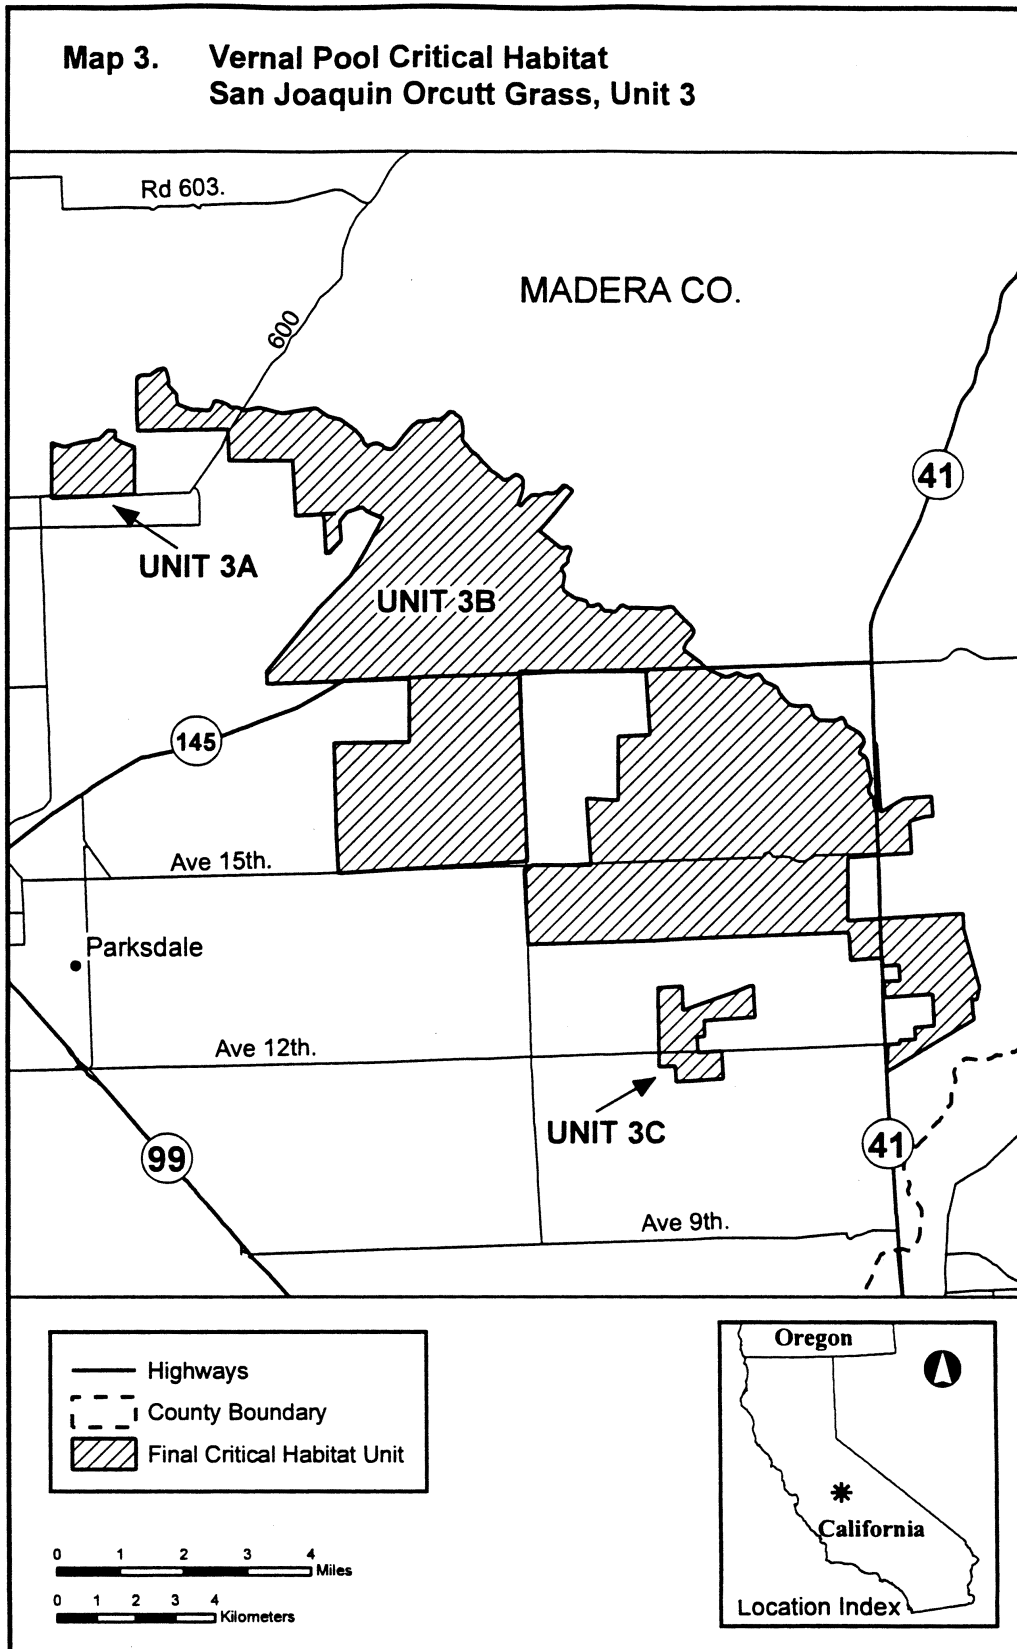 Map 3. Vernal Pool Critical Habitat
San Joaquin Orcutt Grass, Unit 3
Rd 603.
MADERA CO.
600
41
UNIT 3A
UNIT 3B
145
Ave 15th.
Parksdale
Ave 12th.
UNIT 3C
99
41
Ave 9th.
Highways
County Boundary
Final Critical Habitat Unit
0 1 2 3 4 Miles
0 1 2 3 4 Kilometers
Oregon
California
Location Index